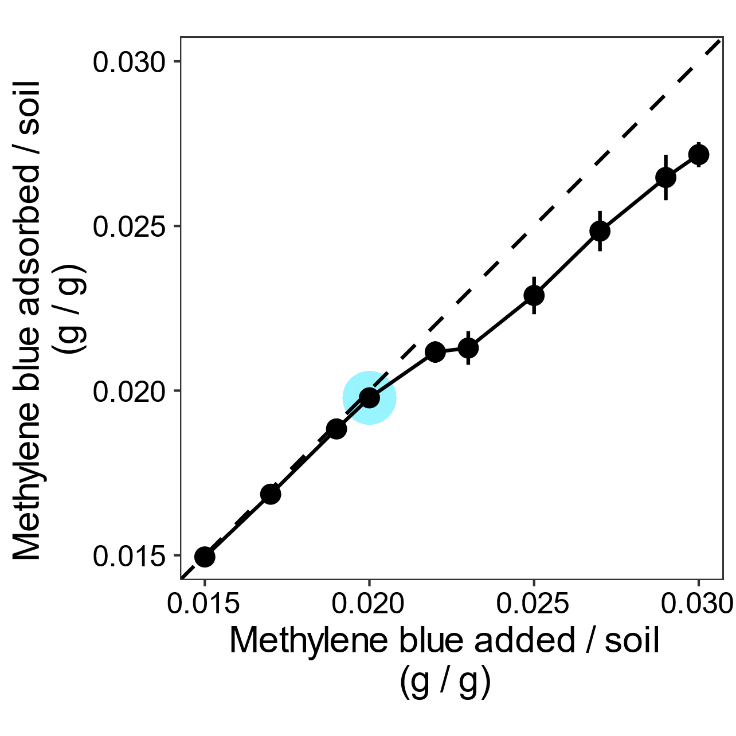 Methylene blue adsorbed / soil
(g / g)
0.030
0.025
0.020
0.015
0.015 0.020 0.025 0.030
Methylene blue added / soil
(g / g)